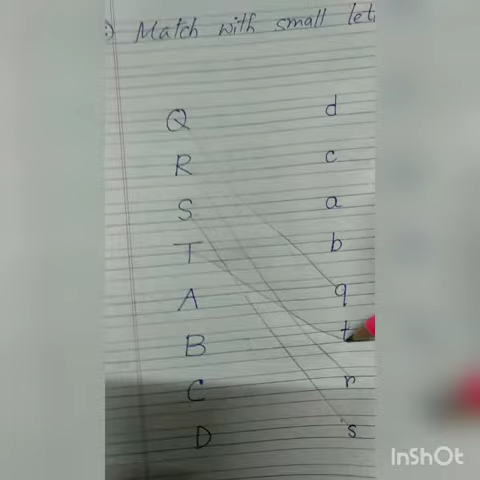 Match with small let
Q d
R c
S a
T b
A q
B t
C r
D s
InShOt